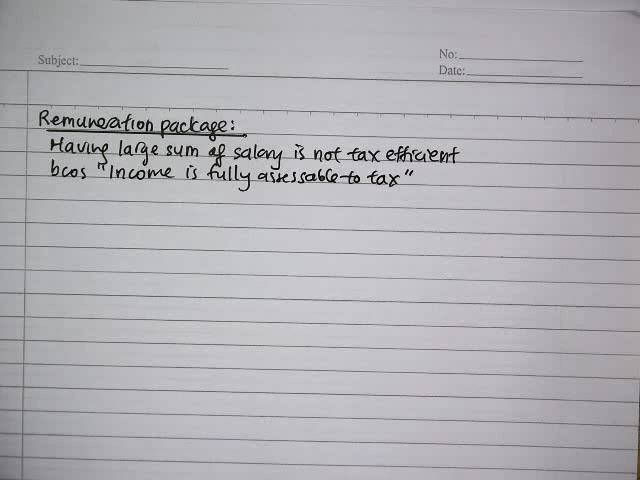 No:
Subject:
Date:
Remuneration package:
Having large sum of salary is not tax efficient
bcos "Income is fully assessable to tax"